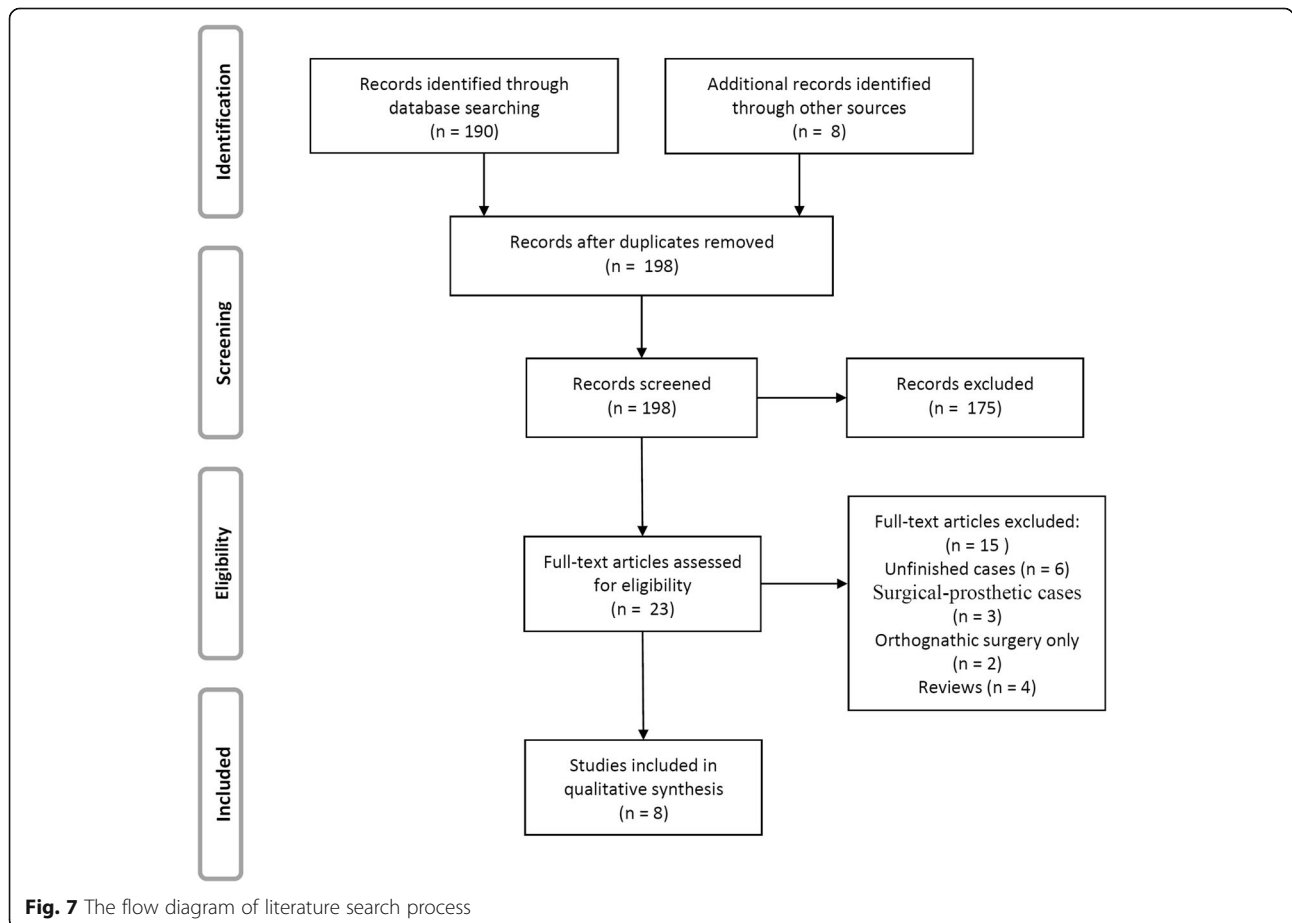 Identification
Records identified through
database searching
(n = 190)
Additional records identified
through other sources
(n = 8)
Records after duplicates removed
(n = 198)
Screening
Records screened
(n = 198)
Records excluded
(n = 175)
Eligibility
Full-text articles assessed
for eligibility
(n = 23)
Full-text articles excluded:
(n = 15 )
Unfinished cases (n = 6)
Surgical-prosthetic cases
(n = 3)
Orthognathic surgery only
(n = 2)
Reviews (n = 4)
Included
Studies included in
qualitative synthesis
(n = 8)
Fig. 7 The flow diagram of literature search process